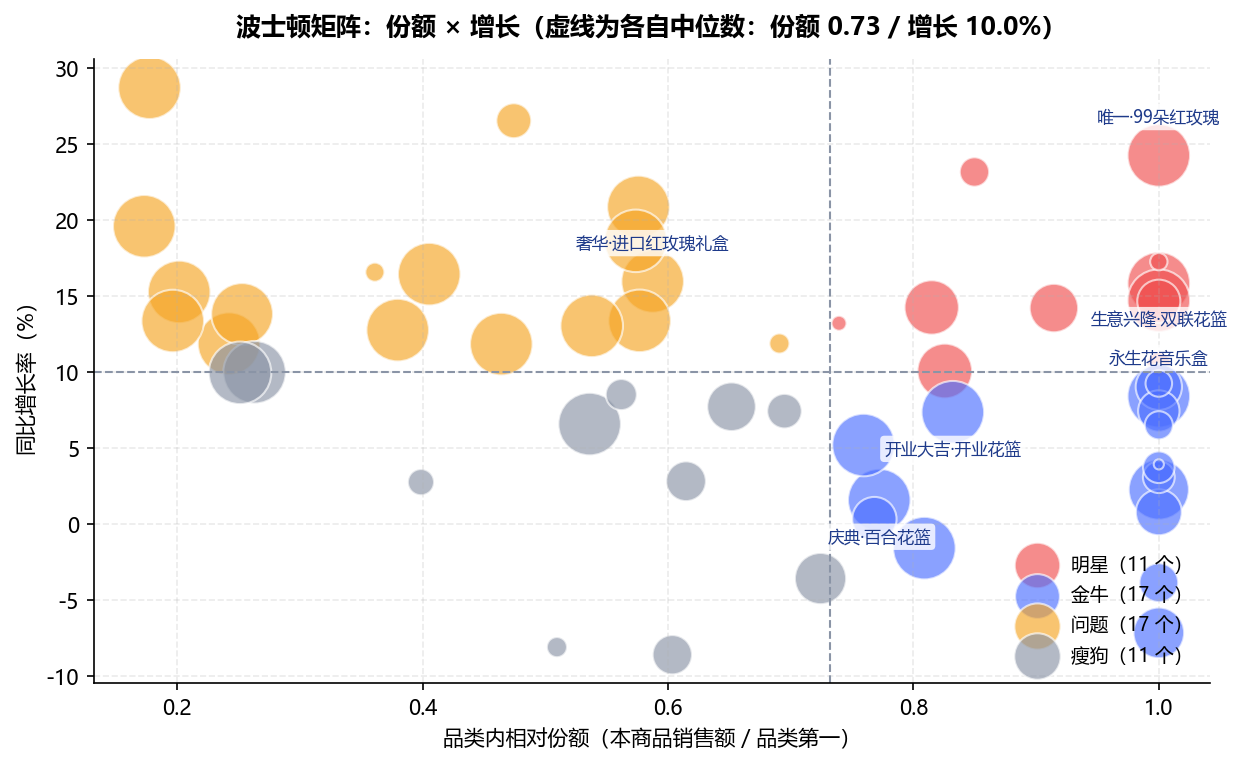 波士顿矩阵：份额 × 增长（虚线为各自中位数：份额 0.73 / 增长 10.0%）
同比增长率（%）
30
25
20
15
10
5
0
-5
-10
唯一·99朵红玫瑰
奢华·进口红玫瑰礼盒
生意兴隆·双联花篮
永生花音乐盒
开业大吉·开业花篮
庆典·百合花篮
明星（11 个）
金牛（17 个）
问题（17 个）
瘦狗（11 个）
0.2
0.4
0.6
0.8
1.0
品类内相对份额（本商品销售额 / 品类第一）